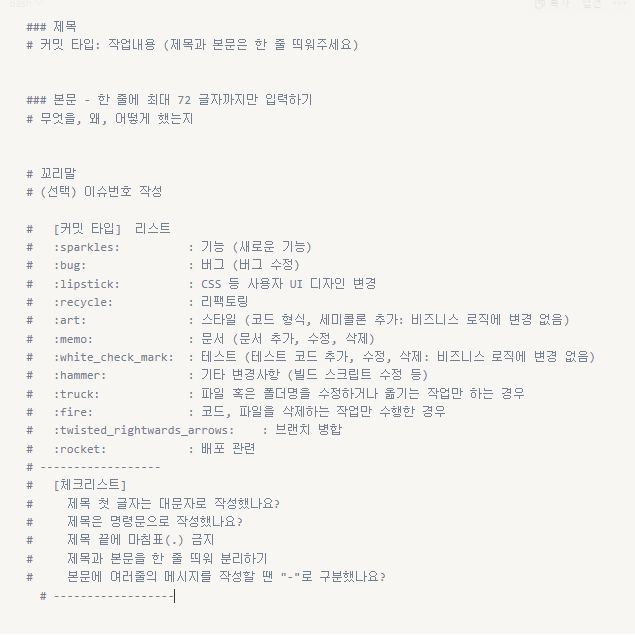 ### 제목
# 커밋 타입: 작업내용 (제목과 본문은 한 줄 띄워주세요)
### 본문 - 한 줄에 최대 72 글자까지만 입력하기
# 무엇을, 왜, 어떻게 했는지
# 꼬리말
# (선택) 이슈번호 작성
#   [커밋 타입]  리스트
#   :sparkles:          : 기능 (새로운 기능)
#   :bug:               : 버그 (버그 수정)
#   :lipstick:          : CSS 등 사용자 UI 디자인 변경
#   :recycle:           : 리팩토링
#   :art:               : 스타일 (코드 형식, 세미콜론 추가: 비즈니스 로직에 변경 없음)
#   :memo:              : 문서 (문서 추가, 수정, 삭제)
#   :white_check_mark:  : 테스트 (테스트 코드 추가, 수정, 삭제: 비즈니스 로직에 변경 없음)
#   :hammer:            : 기타 변경사항 (빌드 스크립트 수정 등)
#   :truck:             : 파일 혹은 폴더명을 수정하거나 옮기는 작업만 하는 경우
#   :fire:              : 코드, 파일을 삭제하는 작업만 수행한 경우
#   :twisted_rightwards_arrows:    : 브랜치 병합
#   :rocket:            : 배포 관련
# ------------------
#   [체크리스트]
#     제목 첫 글자는 대문자로 작성했나요?
#     제목은 명령문으로 작성했나요?
#     제목 끝에 마침표(.) 금지
#     제목과 본문을 한 줄 띄워 분리하기
#     본문에 여러줄의 메시지를 작성할 땐 "-"로 구분했나요?
# ------------------